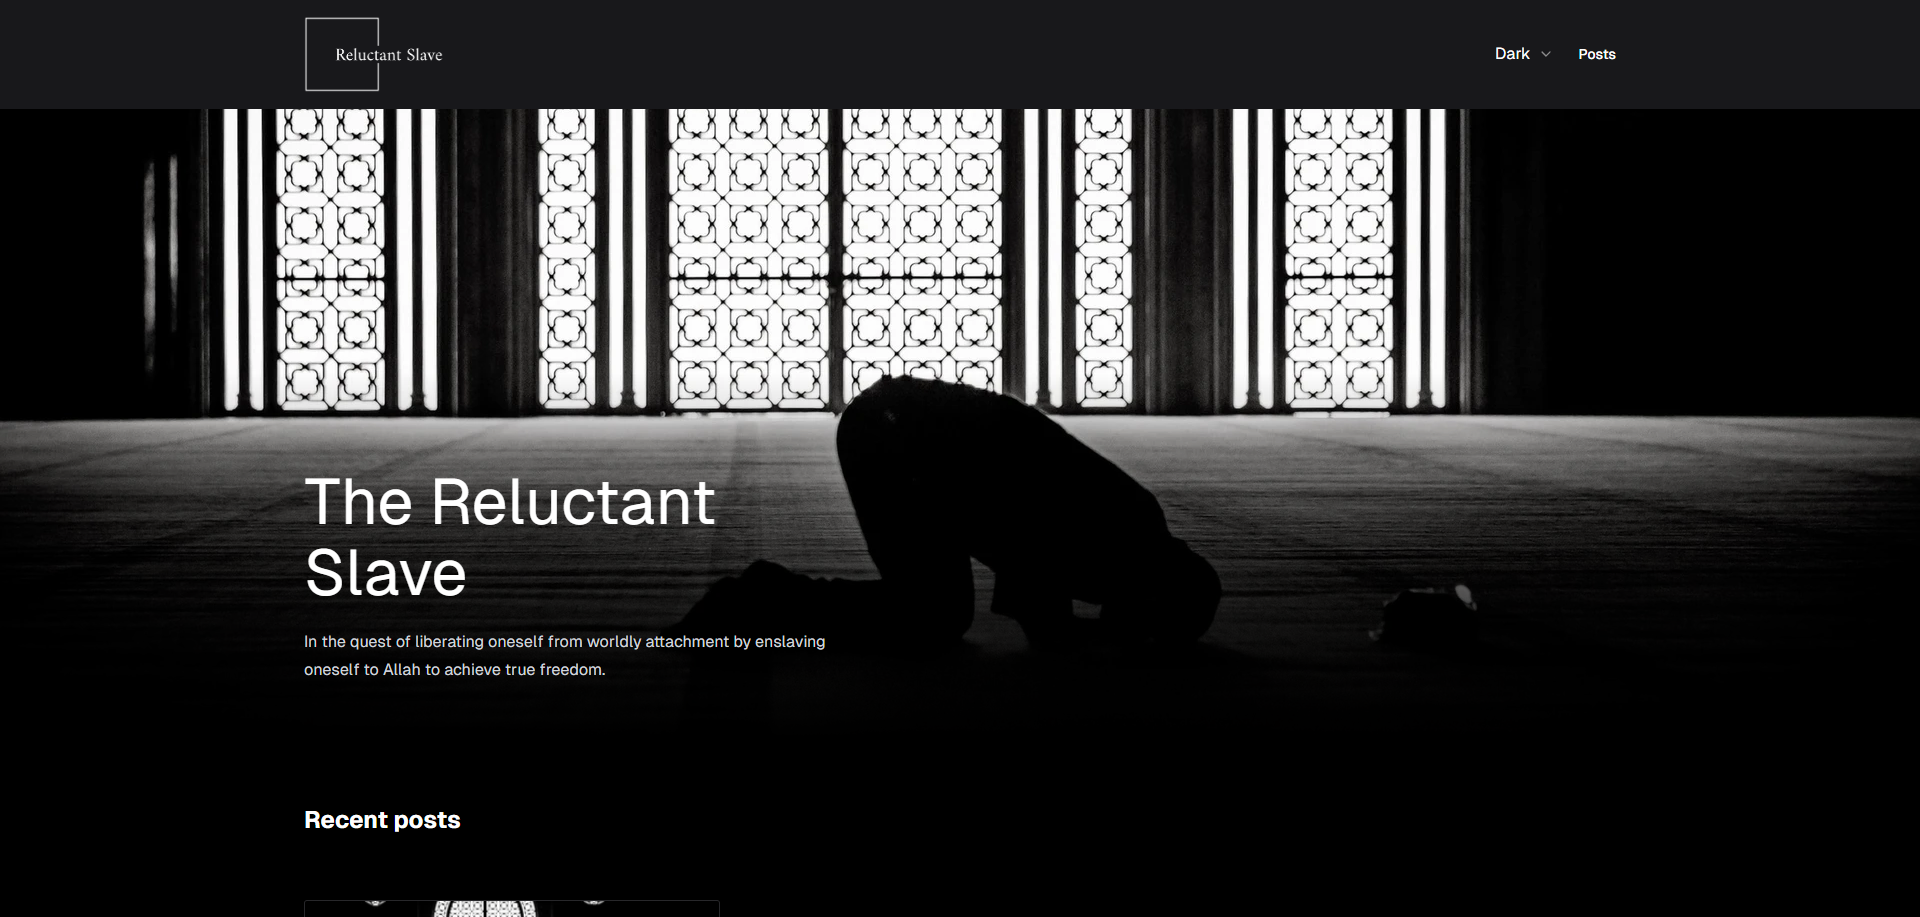 Reluctant Slave
Dark
Posts
The Reluctant
Slave
In the quest of liberating oneself from worldly attachment by enslaving
oneself to Allah to achieve true freedom.
Recent posts